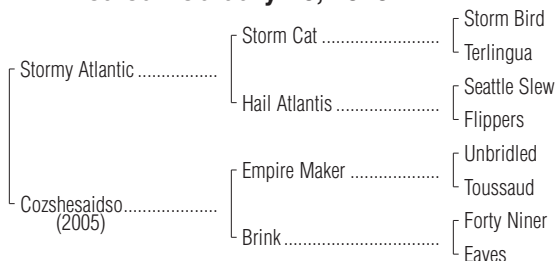 Storm Bird
Storm Cat
Terlingua
Stormy Atlantic
Seattle Slew
Hail Atlantis
Flippers
Unbridled
Empire Maker
Toussaud
Cozshesaidso
(2005)
Forty Niner
Brink
Eaves